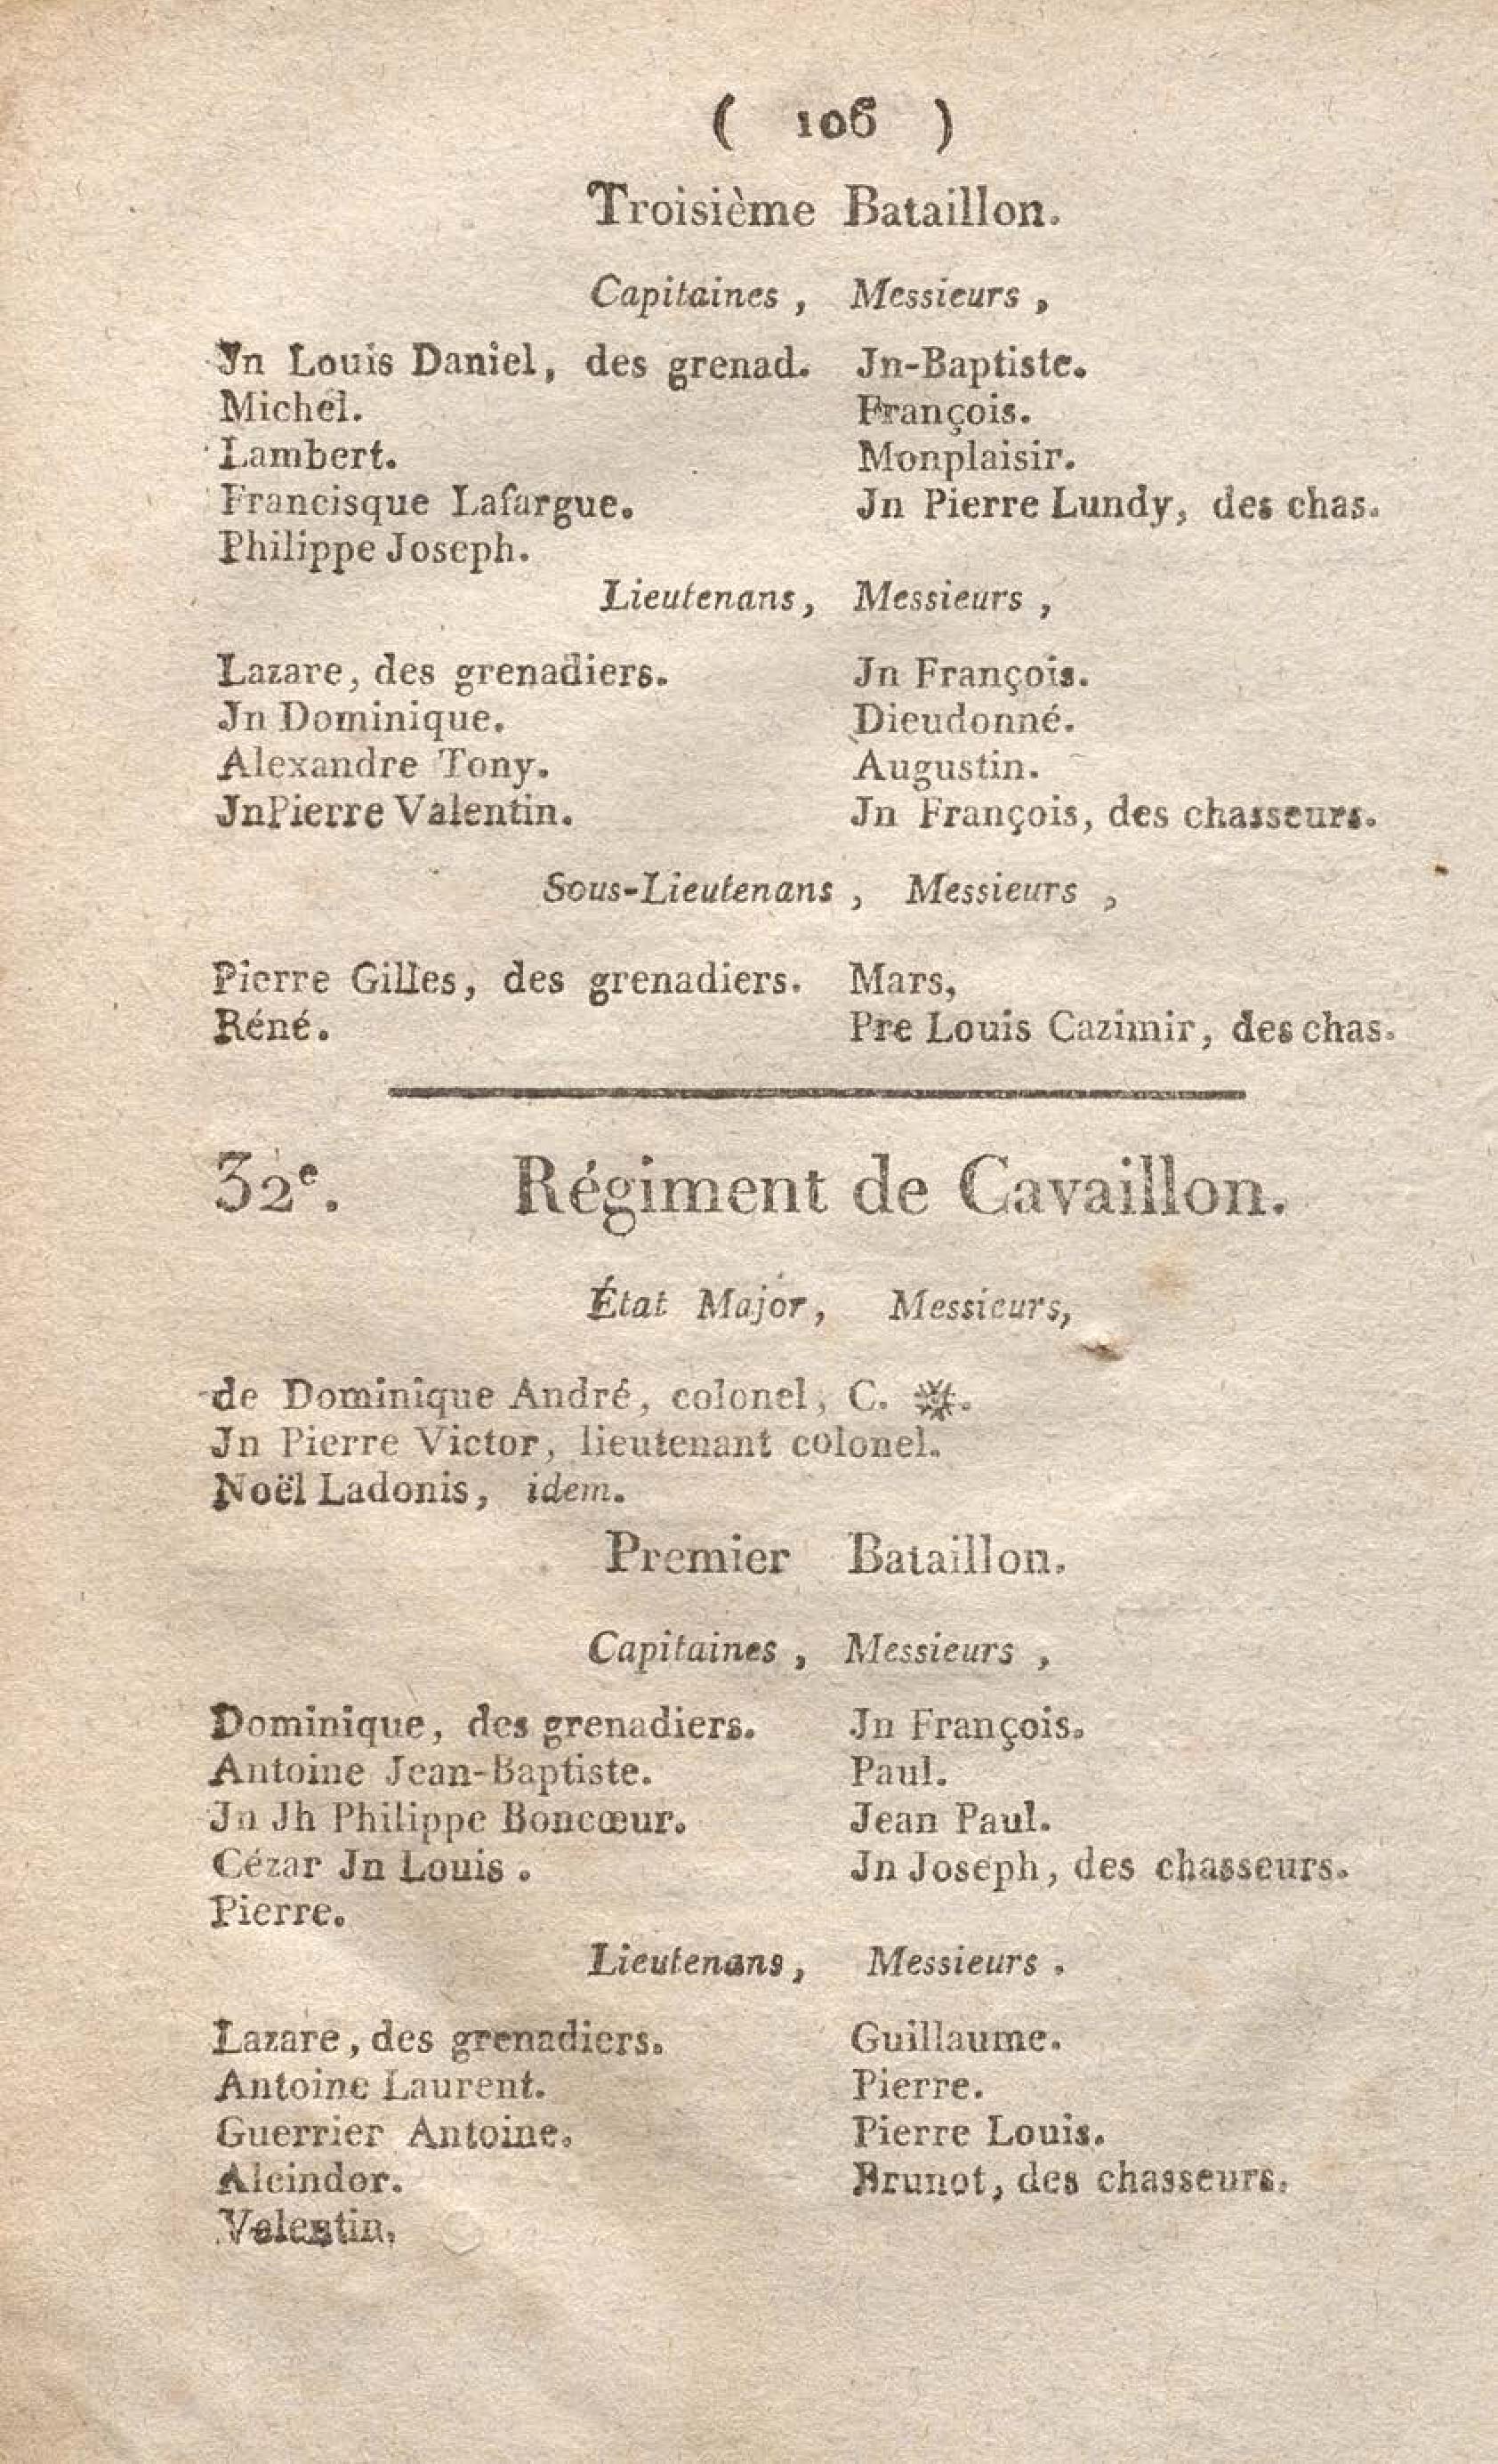 ( 106 )
Troisième Bataillon.
Capitaines , Messieurs ,
Jn Louis Daniel, des grenad. Jn-Baptiste.
Michel. François.
Lambert. Monplaisir.
Francisque Lafargue. Jn Pierre Lundy, des chas.
Philippe Joseph.
Lieutenans, Messieurs ,
Lazare, des grenadiers. Jn François.
Jn Dominique. Dieudonné.
Alexandre Tony. Augustin.
JnPierre Valentin. Jn François, des chasseurs.
Sous-Lieutenans , Messieurs ,
Pierre Gilles, des grenadiers. Mars,
Réné. Pre Louis Cazimir, des chas.
32e. Régiment de Cavaillon.
État Major, Messieurs,
de Dominique André, colonel, C. ※.
Jn Pierre Victor, lieutenant colonel.
Noël Ladonis, idem.
Premier Bataillon.
Capitaines , Messieurs ,
Dominique, des grenadiers. Jn François.
Antoine Jean-Baptiste. Paul.
Jn Jh Philippe Boncœur. Jean Paul.
Cézar Jn Louis . Jn Joseph, des chasseurs.
Pierre.
Lieutenans, Messieurs .
Lazare, des grenadiers. Guillaume.
Antoine Laurent. Pierre.
Guerrier Antoine. Pierre Louis.
Alcindor. Brunot, des chasseurs.
Valentin.